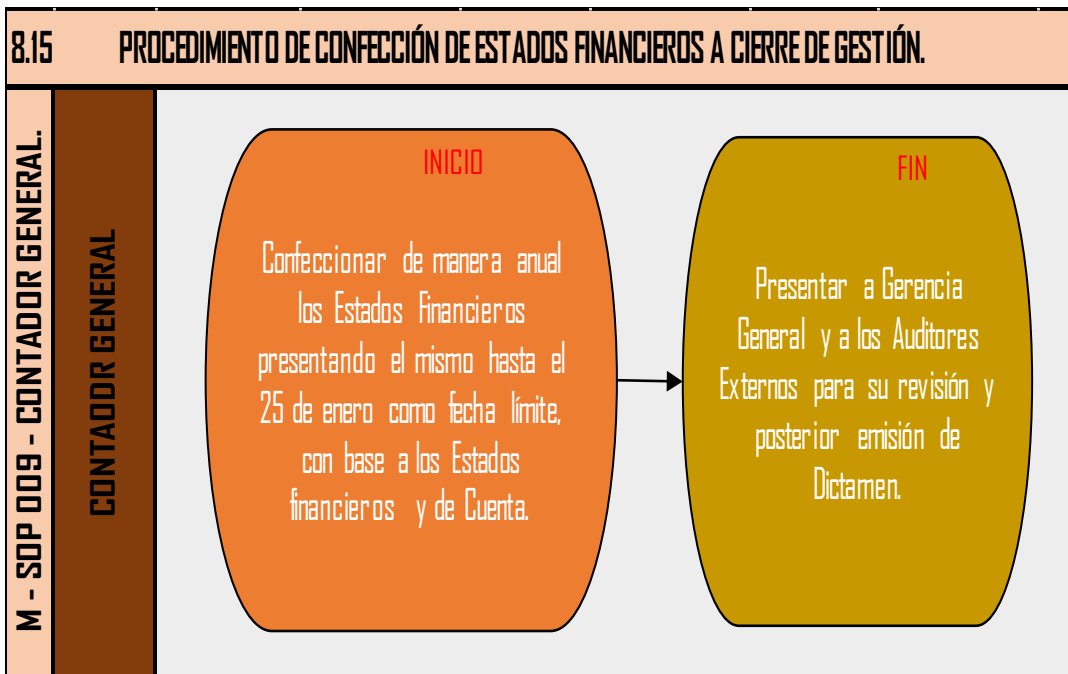 8.15 PROCEDIMIENTO DE CONFECCIÓN DE ESTADOS FINANCIEROS A CIERRE DE GESTIÓN.
M - SOP 009 - CONTADOR GENERAL.
CONTAODR GENERAL
INICIO
Confeccionar de manera anual
los Estados Financieros
presentando el mismo hasta el
25 de enero como fecha límite,
con base a los Estados
financieros y de Cuenta.
FIN
Presentar a Gerencia
General y a los Auditores
Externos para su revisión y
posterior emisión de
Dictamen.